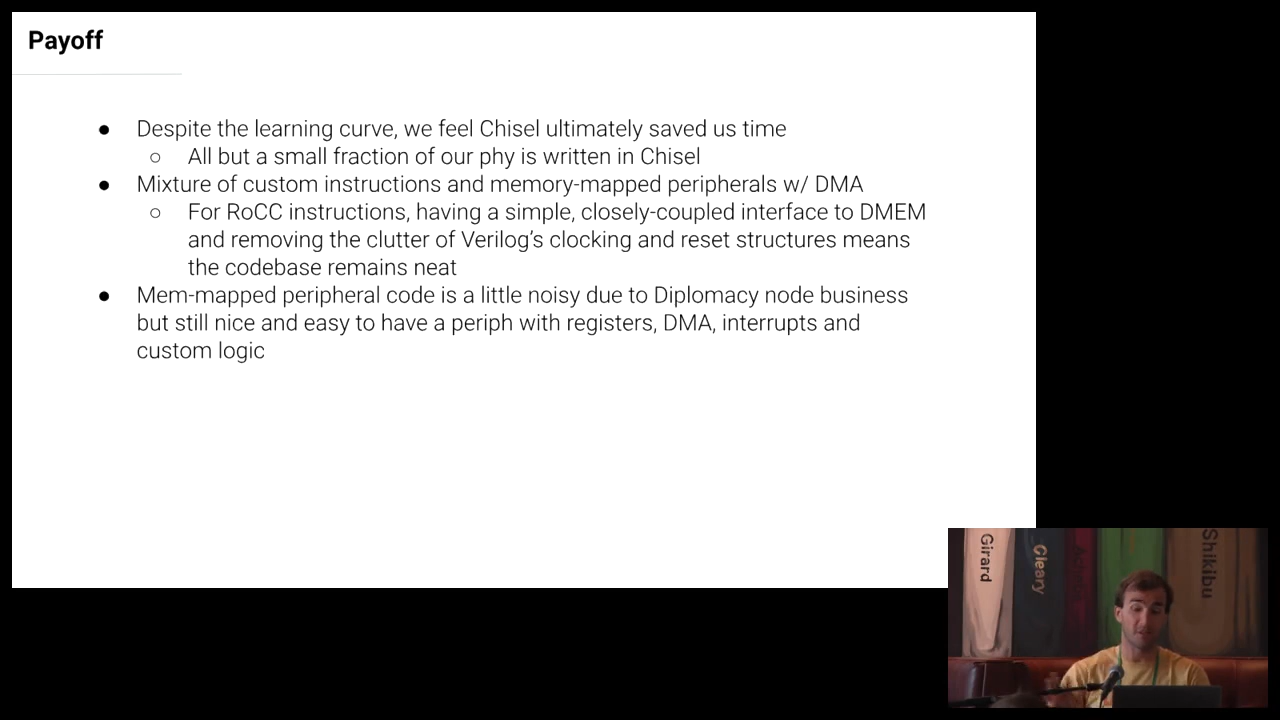 Payoff
● Despite the learning curve, we feel Chisel ultimately saved us time
○ All but a small fraction of our phy is written in Chisel
● Mixture of custom instructions and memory-mapped peripherals w/ DMA
○ For RoCC instructions, having a simple, closely-coupled interface to DMEM
and removing the clutter of Verilog’s clocking and reset structures means
the codebase remains neat
● Mem-mapped peripheral code is a little noisy due to Diplomacy node business
but still nice and easy to have a periph with registers, DMA, interrupts and
custom logic
Girard
Cleary
Shikibu